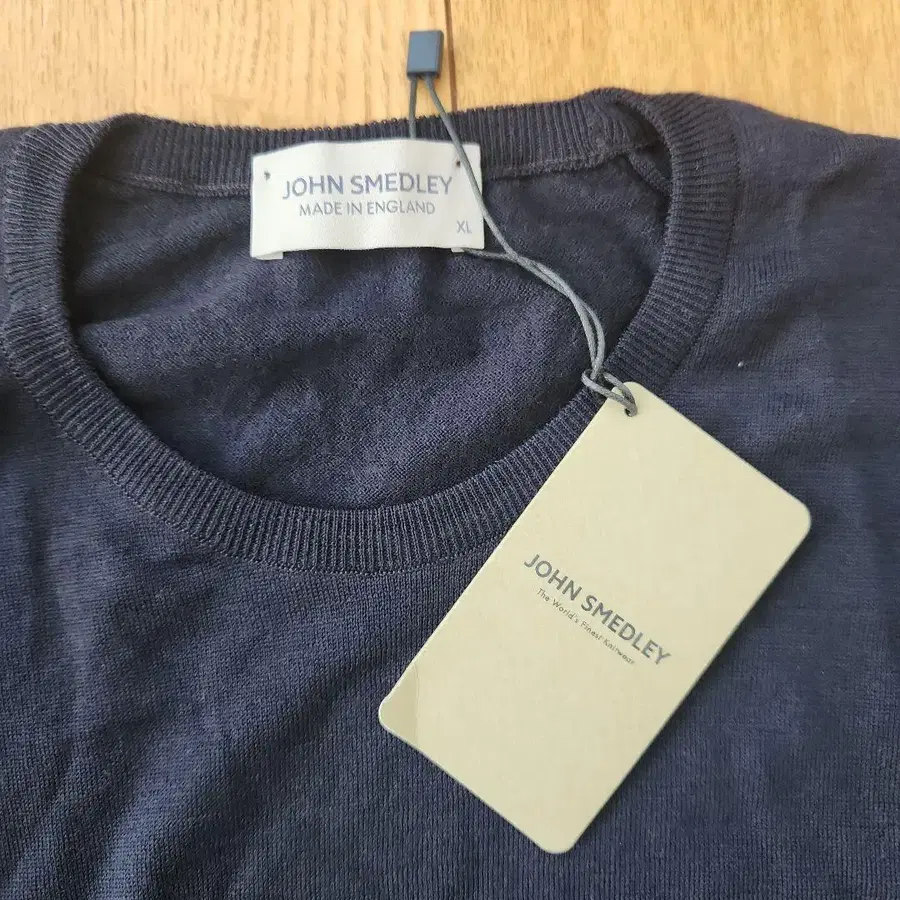 JOHN SMEDLEY
MADE IN ENGLAND
XL
JOHN SMEDLEY
The World's Finest Knitwear